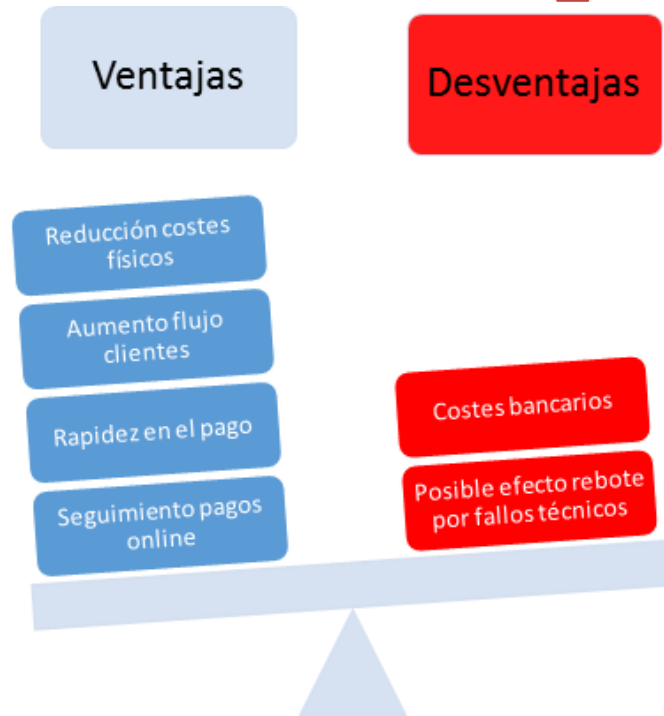 Ventajas
Desventajas
Reducción costes
físicos
Aumento flujo
clientes
Rapidez en el pago
Seguimiento pagos
online
Costes bancarios
Posible efecto rebote
por fallos técnicos